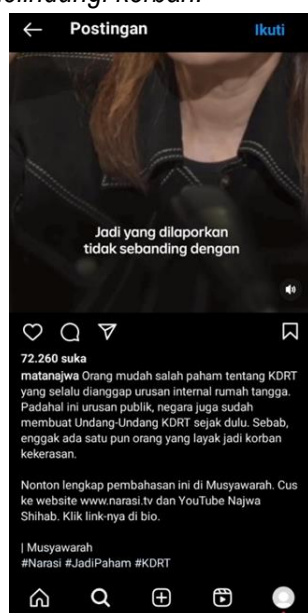 Postingan
Ikuti
Jadi yang dilaporkan
tidak sebanding dengan
72.260 suka
matanajwa Orang mudah salah paham tentang KDRT
yang selalu dianggap urusan internal rumah tangga.
Padahal ini urusan publik, negara juga sudah
membuat Undang-Undang KDRT sejak dulu. Sebab,
enggak ada satu pun orang yang layak jadi korban
kekerasan.
Nonton lengkap pembahasan ini di Musyawarah. Cus
ke website www.narasi.tv dan YouTube Najwa
Shihab. Klik link-nya di bio.
| Musyawarah
#Narasi #JadiPaham #KDRT